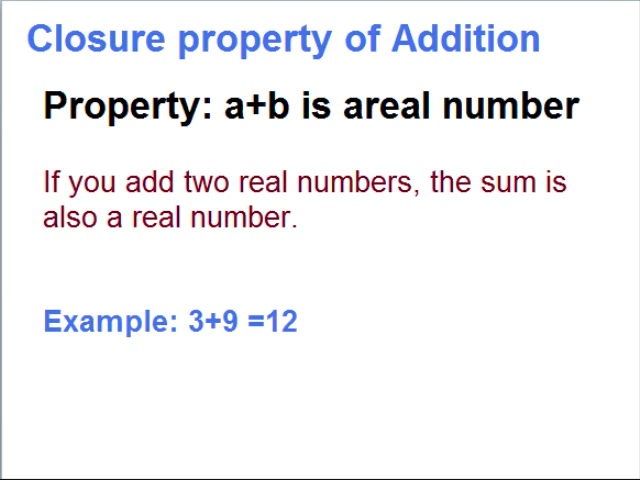 Closure property of Addition
Property: a+b is areal number
If you add two real numbers, the sum is
also a real number.
Example: 3+9 =12